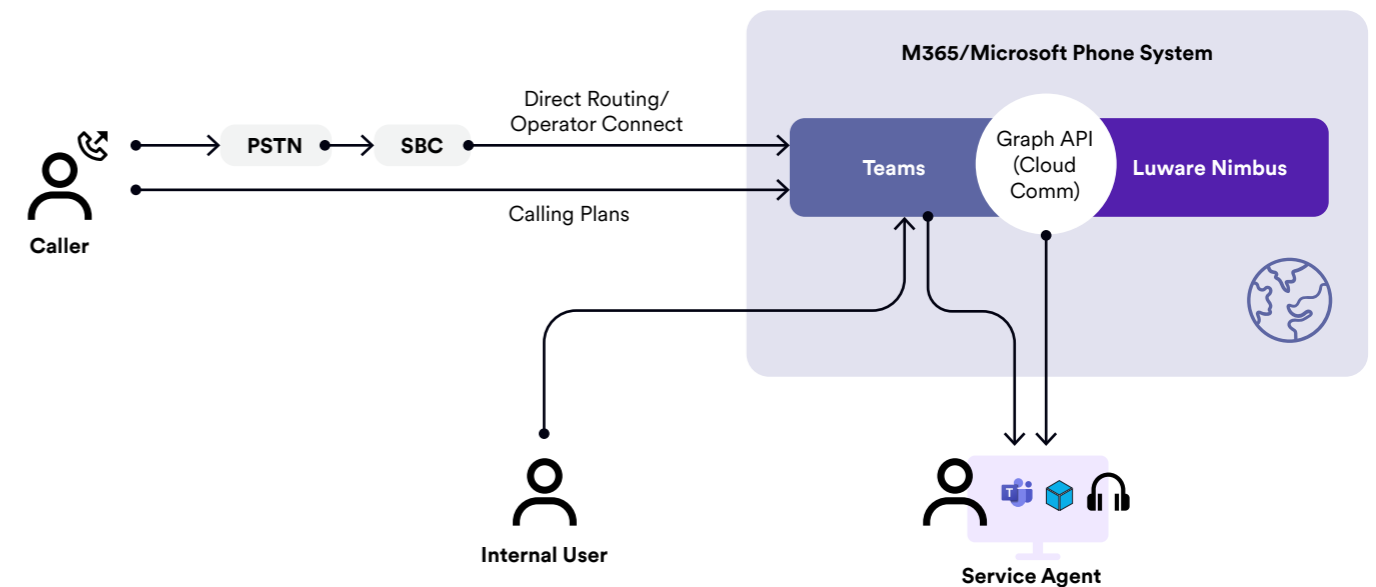 M365/Microsoft Phone System
Direct Routing/
Operator Connect
PSTN
SBC
Teams
Graph API
(Cloud
Comm)
Luware Nimbus
Calling Plans
Caller
Internal User
T
Service Agent